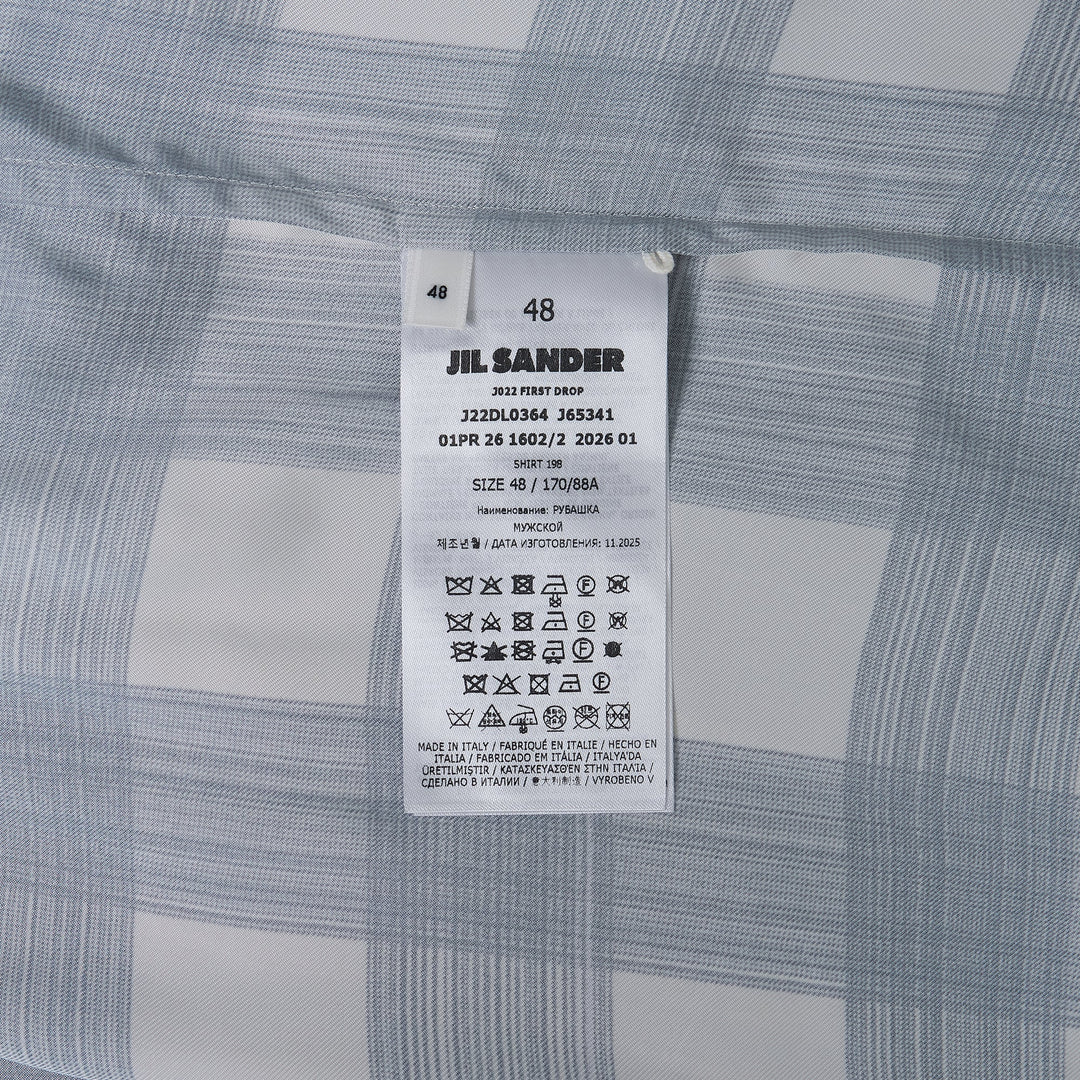 48
48
JIL SANDER
J022 FIRST DROP
J22DL0364 J65341
01PR 26 1602/2 2026 01
SHIRT 198
SIZE 48 / 170/88A
Наименование: РУБАШКА
МУЖСКОЙ
제조년월 / ДАТА ИЗГОТОВЛЕНИЯ: 11.2025
MADE IN ITALY / FABRIQUÉ EN ITALIE / HECHO EN
ITALIA / FABRICADO EM ITÁLIA / ITALYA'DA
ÜRETILMIŞTIR / ΚΑΤΑΣΚΕΥΑΣΘΕΝ ΣΤΗΝ ΙΤΑΛΊΑ /
СДЕЛАНО В ИТАЛИИ / 意大利制造 / VYROBENO V